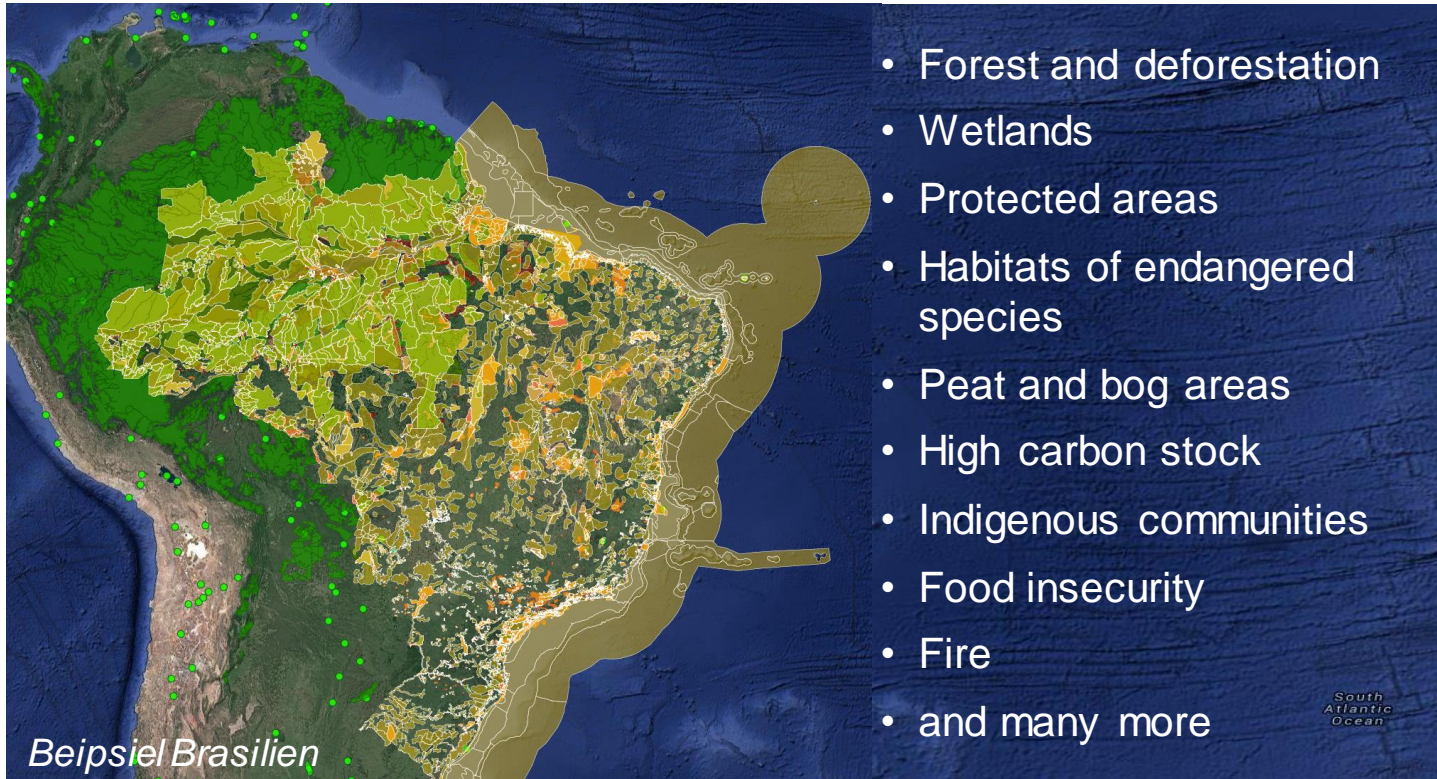 • Forest and deforestation
• Wetlands
• Protected areas
• Habitats of endangered
species
• Peat and bog areas
• High carbon stock
• Indigenous communities
• Food insecurity
• Fire
• and many more
South
Atlantic
Ocean
Beipsiel Brasilien